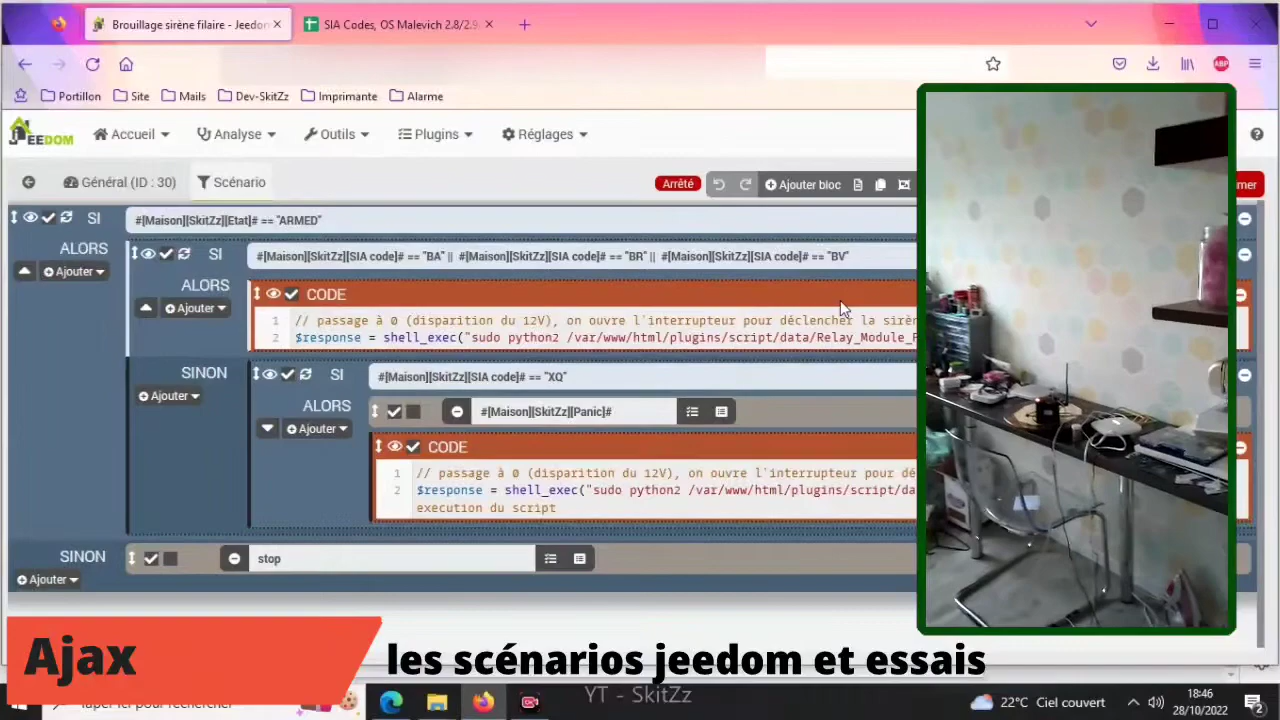 Brouillage sirène filaire - Jeedom
SIA Codes, OS Malevich 2.8/2.9.
Portillon
Site
Mails
Dev-SkitZz
Imprimante
Alarme
ABP
JEEDOM
Accueil
Analyse
Outils
Plugins
Réglages
Général (ID : 30)
Scénario
Arrêté
Ajouter bloc
mer
SI
#[Maison][SkitZz][Etat]# == "ARMED"
ALORS
Ajouter
SI
#[Maison][SkitZz][SIA code]# == "BA" || #[Maison][SkitZz][SIA code]# == "BR" || #[Maison][SkitZz][SIA code]# == "BV"
ALORS
Ajouter
CODE
1 // passage à 0 (disparition du 12V), on ouvre l'interrupteur pour déclencher la sirèn
2 $response = shell_exec("sudo python2 /var/www/html/plugins/script/data/Relay_Module_P
SINON
Ajouter
SI
#[Maison][SkitZz][SIA code]# == "XQ"
ALORS
Ajouter
#[Maison][SkitZz][Panic]#
CODE
1 // passage à 0 (disparition du 12V), on ouvre l'interrupteur pour dé
2 $response = shell_exec("sudo python2 /var/www/html/plugins/script/da
execution du script
SINON
Ajouter
stop
Ajax
les scénarios jeedom et essais
YT - SkitZz
22°C Ciel couvert
18:46
28/10/2022
2